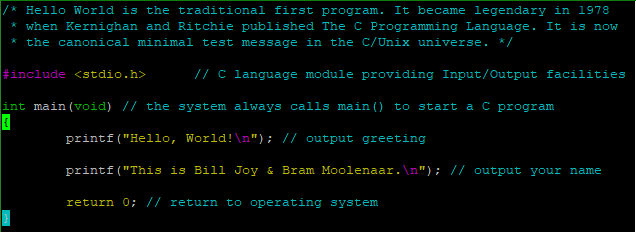 /* Hello World is the traditional first program. It became legendary in 1978
 * when Kernighan and Ritchie published The C Programming Language. It is now
 * the canonical minimal test message in the C/Unix universe. */
#include <stdio.h>      // C language module providing Input/Output facilities
int main(void) // the system always calls main() to start a C program
{
        printf("Hello, World!\n"); // output greeting
        printf("This is Bill Joy & Bram Moolenaar.\n"); // output your name
        return 0; // return to operating system
}